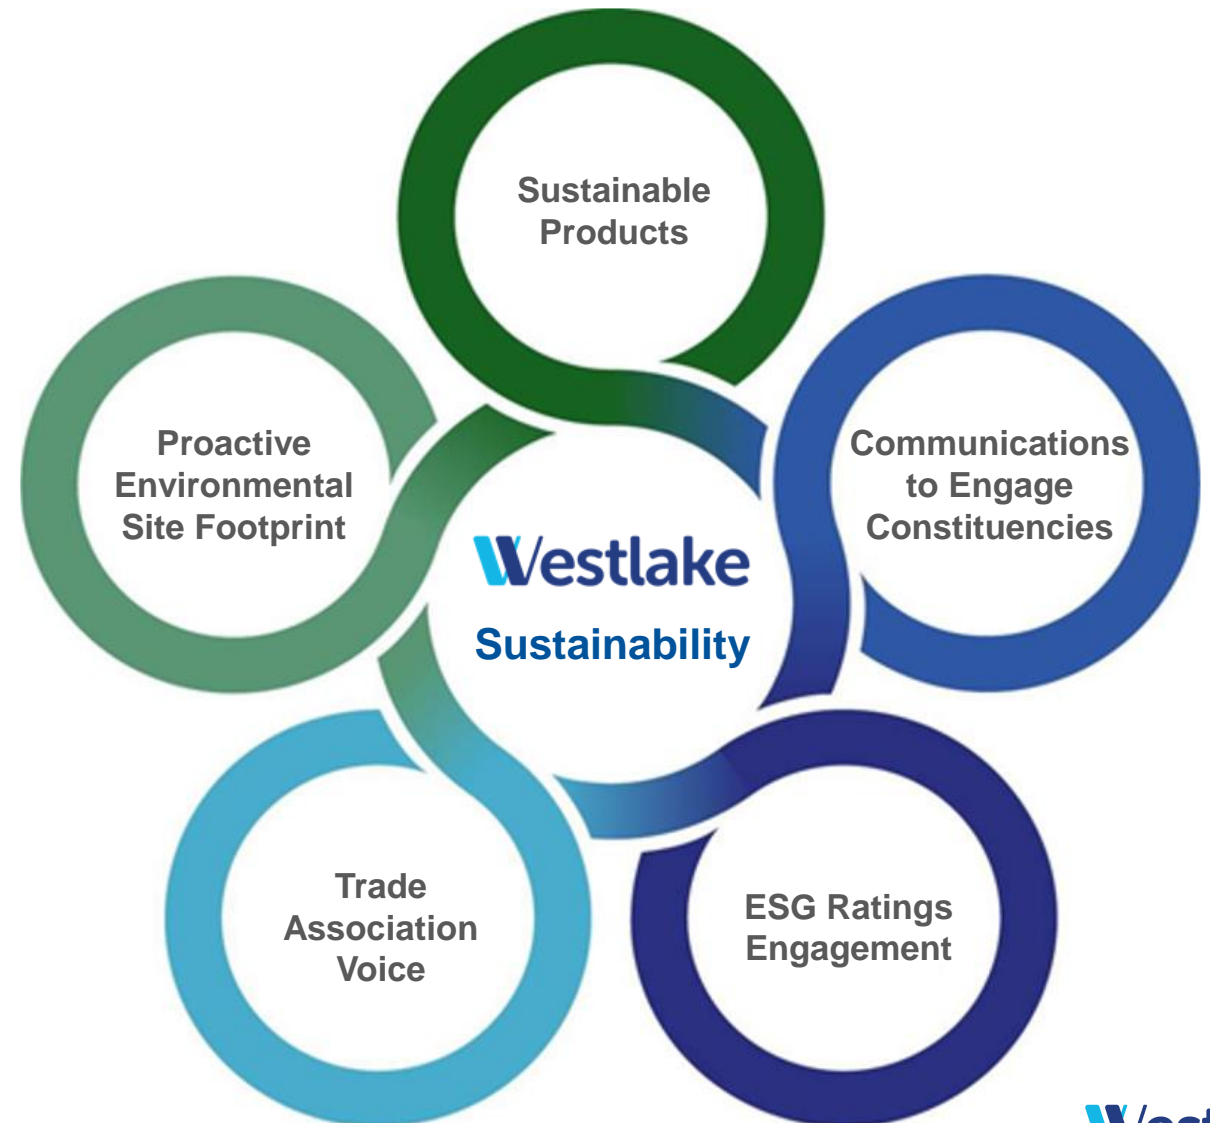 Sustainable
Products
Communications
to Engage
Constituencies
Proactive
Environmental
Site Footprint
Westlake
Sustainability
ESG Ratings
Engagement
Trade
Association
Voice